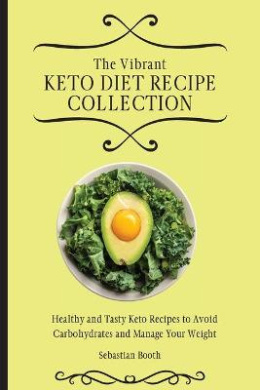 The Vibrant
KETO DIET RECIPE
COLLECTION
Healthy and Tasty Keto Recipes to Avoid
Carbohydrates and Manage Your Weight
Sebastian Booth